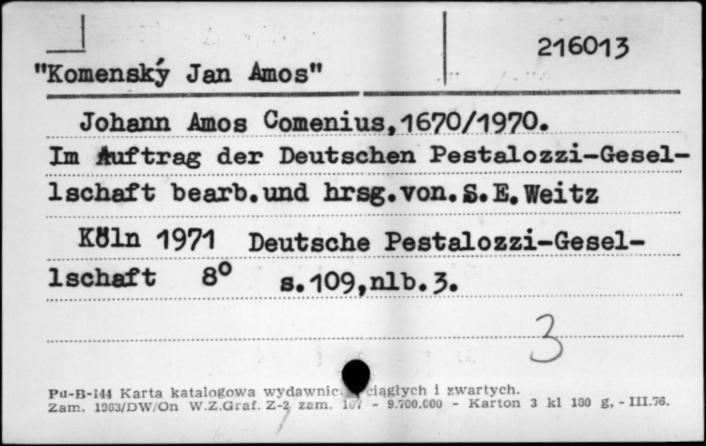 216013
"Komenský Jan Amos"
Johann Amos Comenius,1670/1970.
Im Auftrag der Deutschen Pestalozzi-Gesel-
lschaft bearb.und hrsg.von.S.E.Weitz
Köln 1971 Deutsche Pestalozzi-Gesel-
lschaft 8° s.109,nlb.3.
3
Pu-B-144 Karta katalogowa wydawnic ciągłych i zwartych.
Zam. 1963/DW/On W.Z.Graf. Z-2 zam. 107 - 9.700.000 - Karton 3 kl 180 g, - III.76.